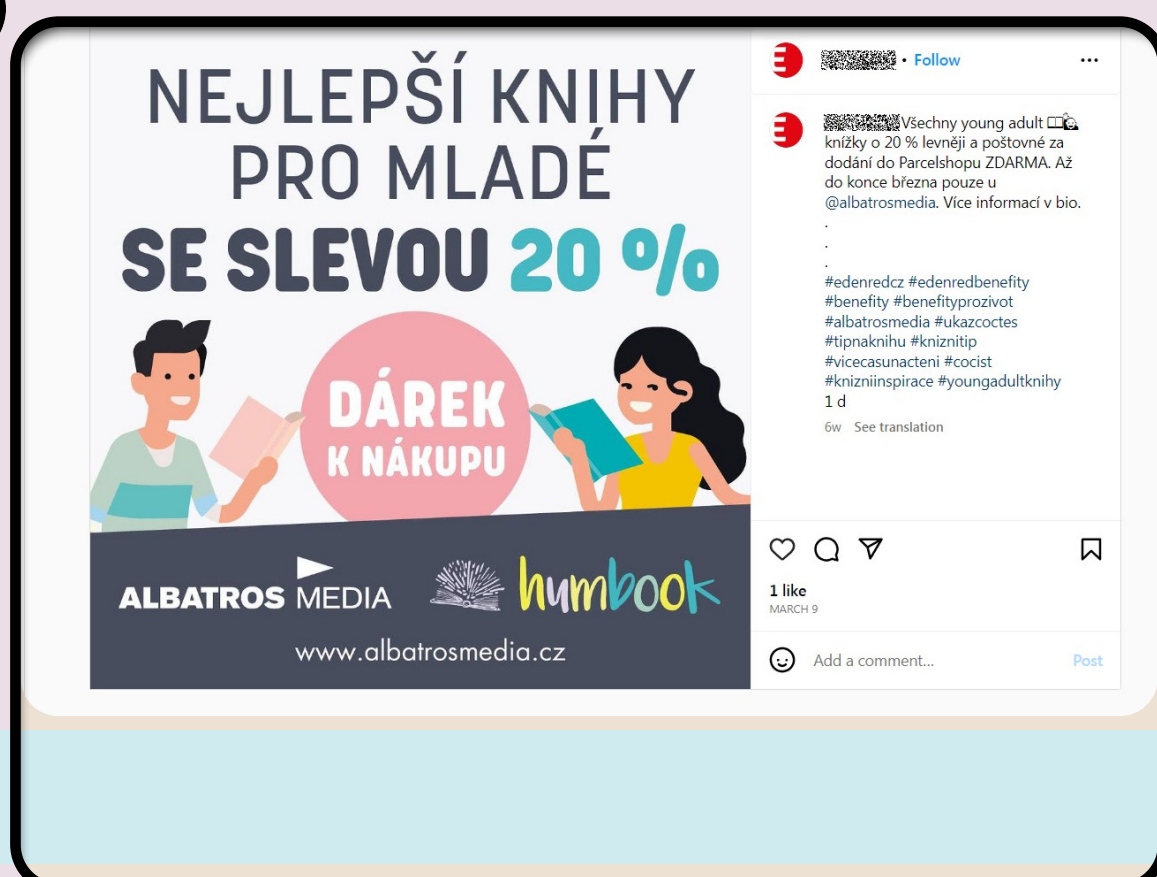 NEJLEPŠÍ KNIHY
PRO MLADÉ
SE SLEVOU 20 %
DÁREK
K NÁKUPU
ALBATROS MEDIA
humbook
www.albatrosmedia.cz
• Follow
Všechny young adult
knížky o 20 % levněji a poštovné za
dodání do Parcelshopu ZDARMA. Až
do konce března pouze u
@albatrosmedia. Více informací v bio.
.
.
.
#edenredcz #edenredbenefity
#benefity #benefityprozivot
#albatrosmedia #ukazcoctes
#tipnaknihu #kniznitip
#vicecasunacteni #cocist
#knizniinspirace #youngadultknihy
1 d
6w See translation
1 like
MARCH 9
Add a comment...
Post